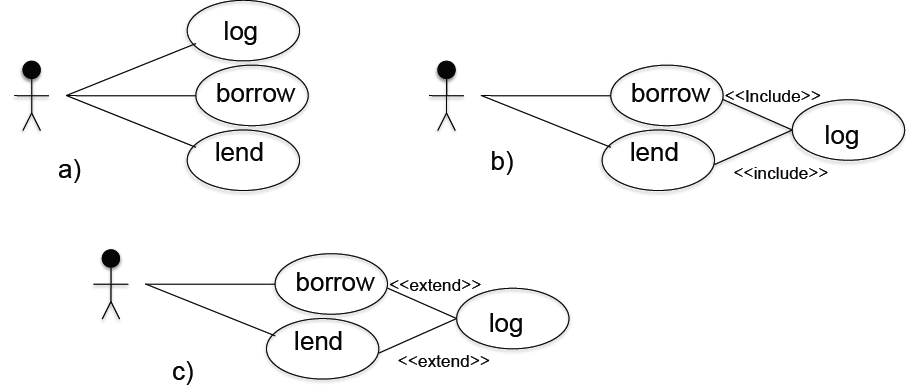 log
borrow
lend
a)
borrow
<<Include>>
log
lend
<<include>>
b)
borrow
<<extend>>
log
lend
<<extend>>
c)